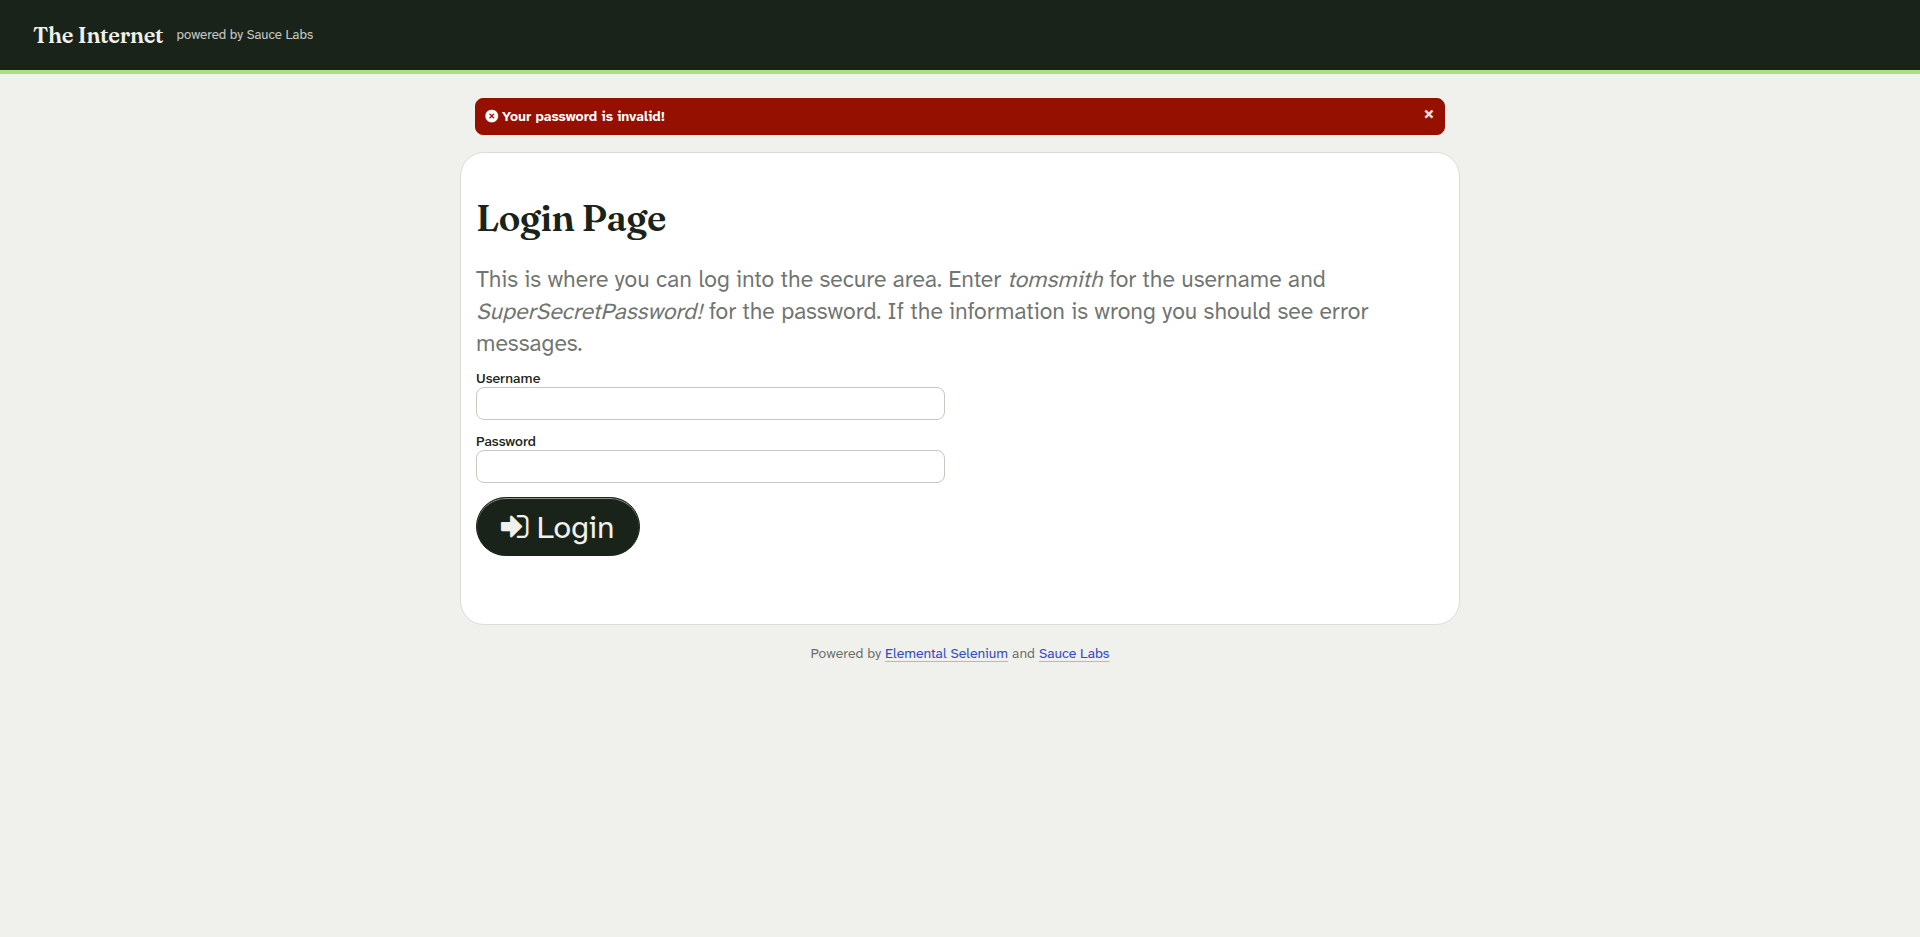 The Internet powered by Sauce Labs
Your password is invalid! ×
Login Page
This is where you can log into the secure area. Enter tomsmith for the username and
SuperSecretPassword! for the password. If the information is wrong you should see error
messages.
Username
Password
Login
Powered by Elemental Selenium and Sauce Labs